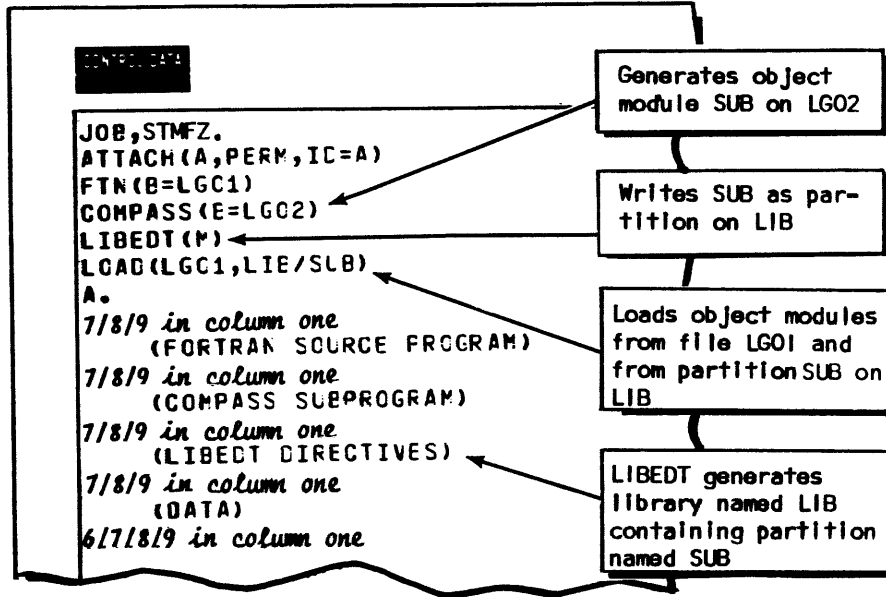 CONTROL DATA
JOB,STMFZ.
ATTACH(A,PERM,ID=A)
FTN(B=LGO1)
COMPASS(B=LGO2)
LIBEDT(M)
LOAD(LGO1,LIB/SUB)
A.
7/8/9 in column one
(FORTRAN SOURCE PROGRAM)
7/8/9 in column one
(COMPASS SUBPROGRAM)
7/8/9 in column one
(LIBEDT DIRECTIVES)
7/8/9 in column one
(DATA)
6/7/8/9 in column one
Generates object
module SUB on LGO2
Writes SUB as par-
tition on LIB
Loads object modules
from file LGO1 and
from partition SUB on
LIB
LIBEDT generates
library named LIB
containing partition
named SUB